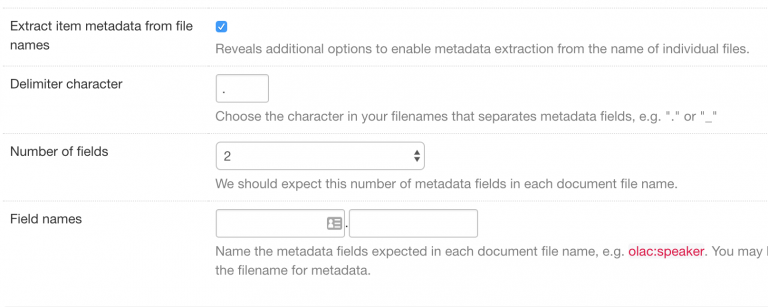 Extract item metadata from file
names
Reveals additional options to enable metadata extraction from the name of individual files.
Delimiter character
.
Choose the character in your filenames that separates metadata fields, e.g. "." or "_"
Number of fields
2
We should expect this number of metadata fields in each document file name.
Field names
.
Name the metadata fields expected in each document file name, e.g. olac:speaker. You may
the filename for metadata.